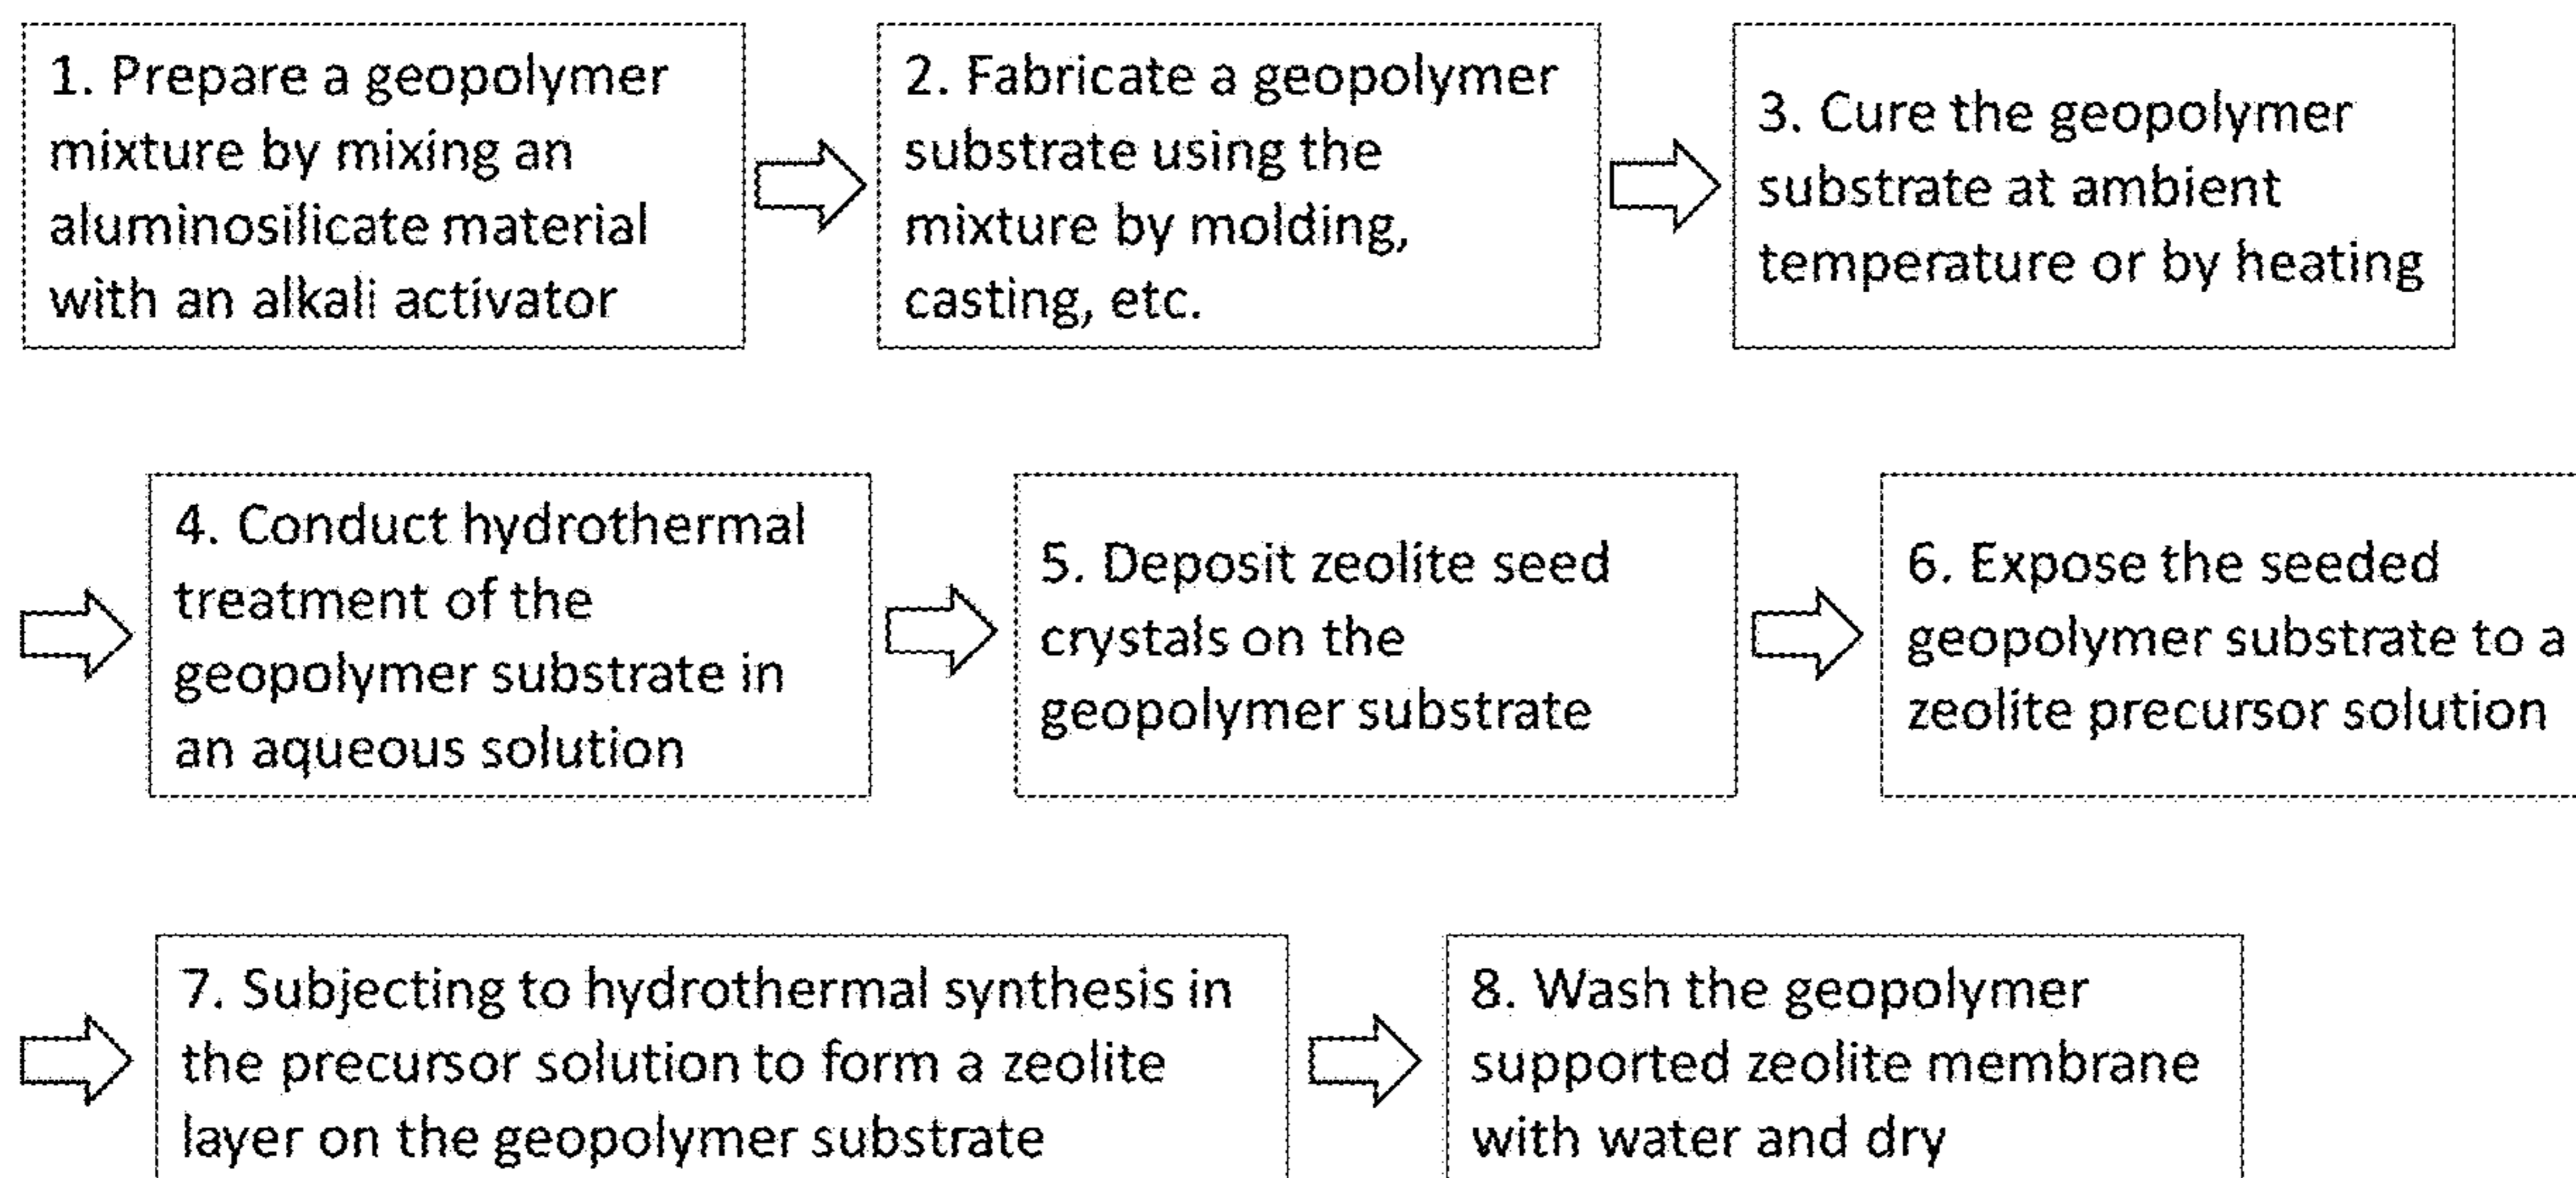 1. Prepare a geopolymer
mixture by mixing an
aluminosilicate material
with an alkali activator
2. Fabricate a geopolymer
substrate using the
mixture by molding,
casting, etc.
3. Cure the geopolymer
substrate at ambient
temperature or by heating
4. Conduct hydrothermal
treatment of the
geopolymer substrate in
an aqueous solution
5. Deposit zeolite seed
crystals on the
geopolymer substrate
6. Expose the seeded
geopolymer substrate to a
zeolite precursor solution
7. Subjecting to hydrothermal synthesis in
the precursor solution to form a zeolite
layer on the geopolymer substrate
8. Wash the geopolymer
supported zeolite membrane
with water and dry